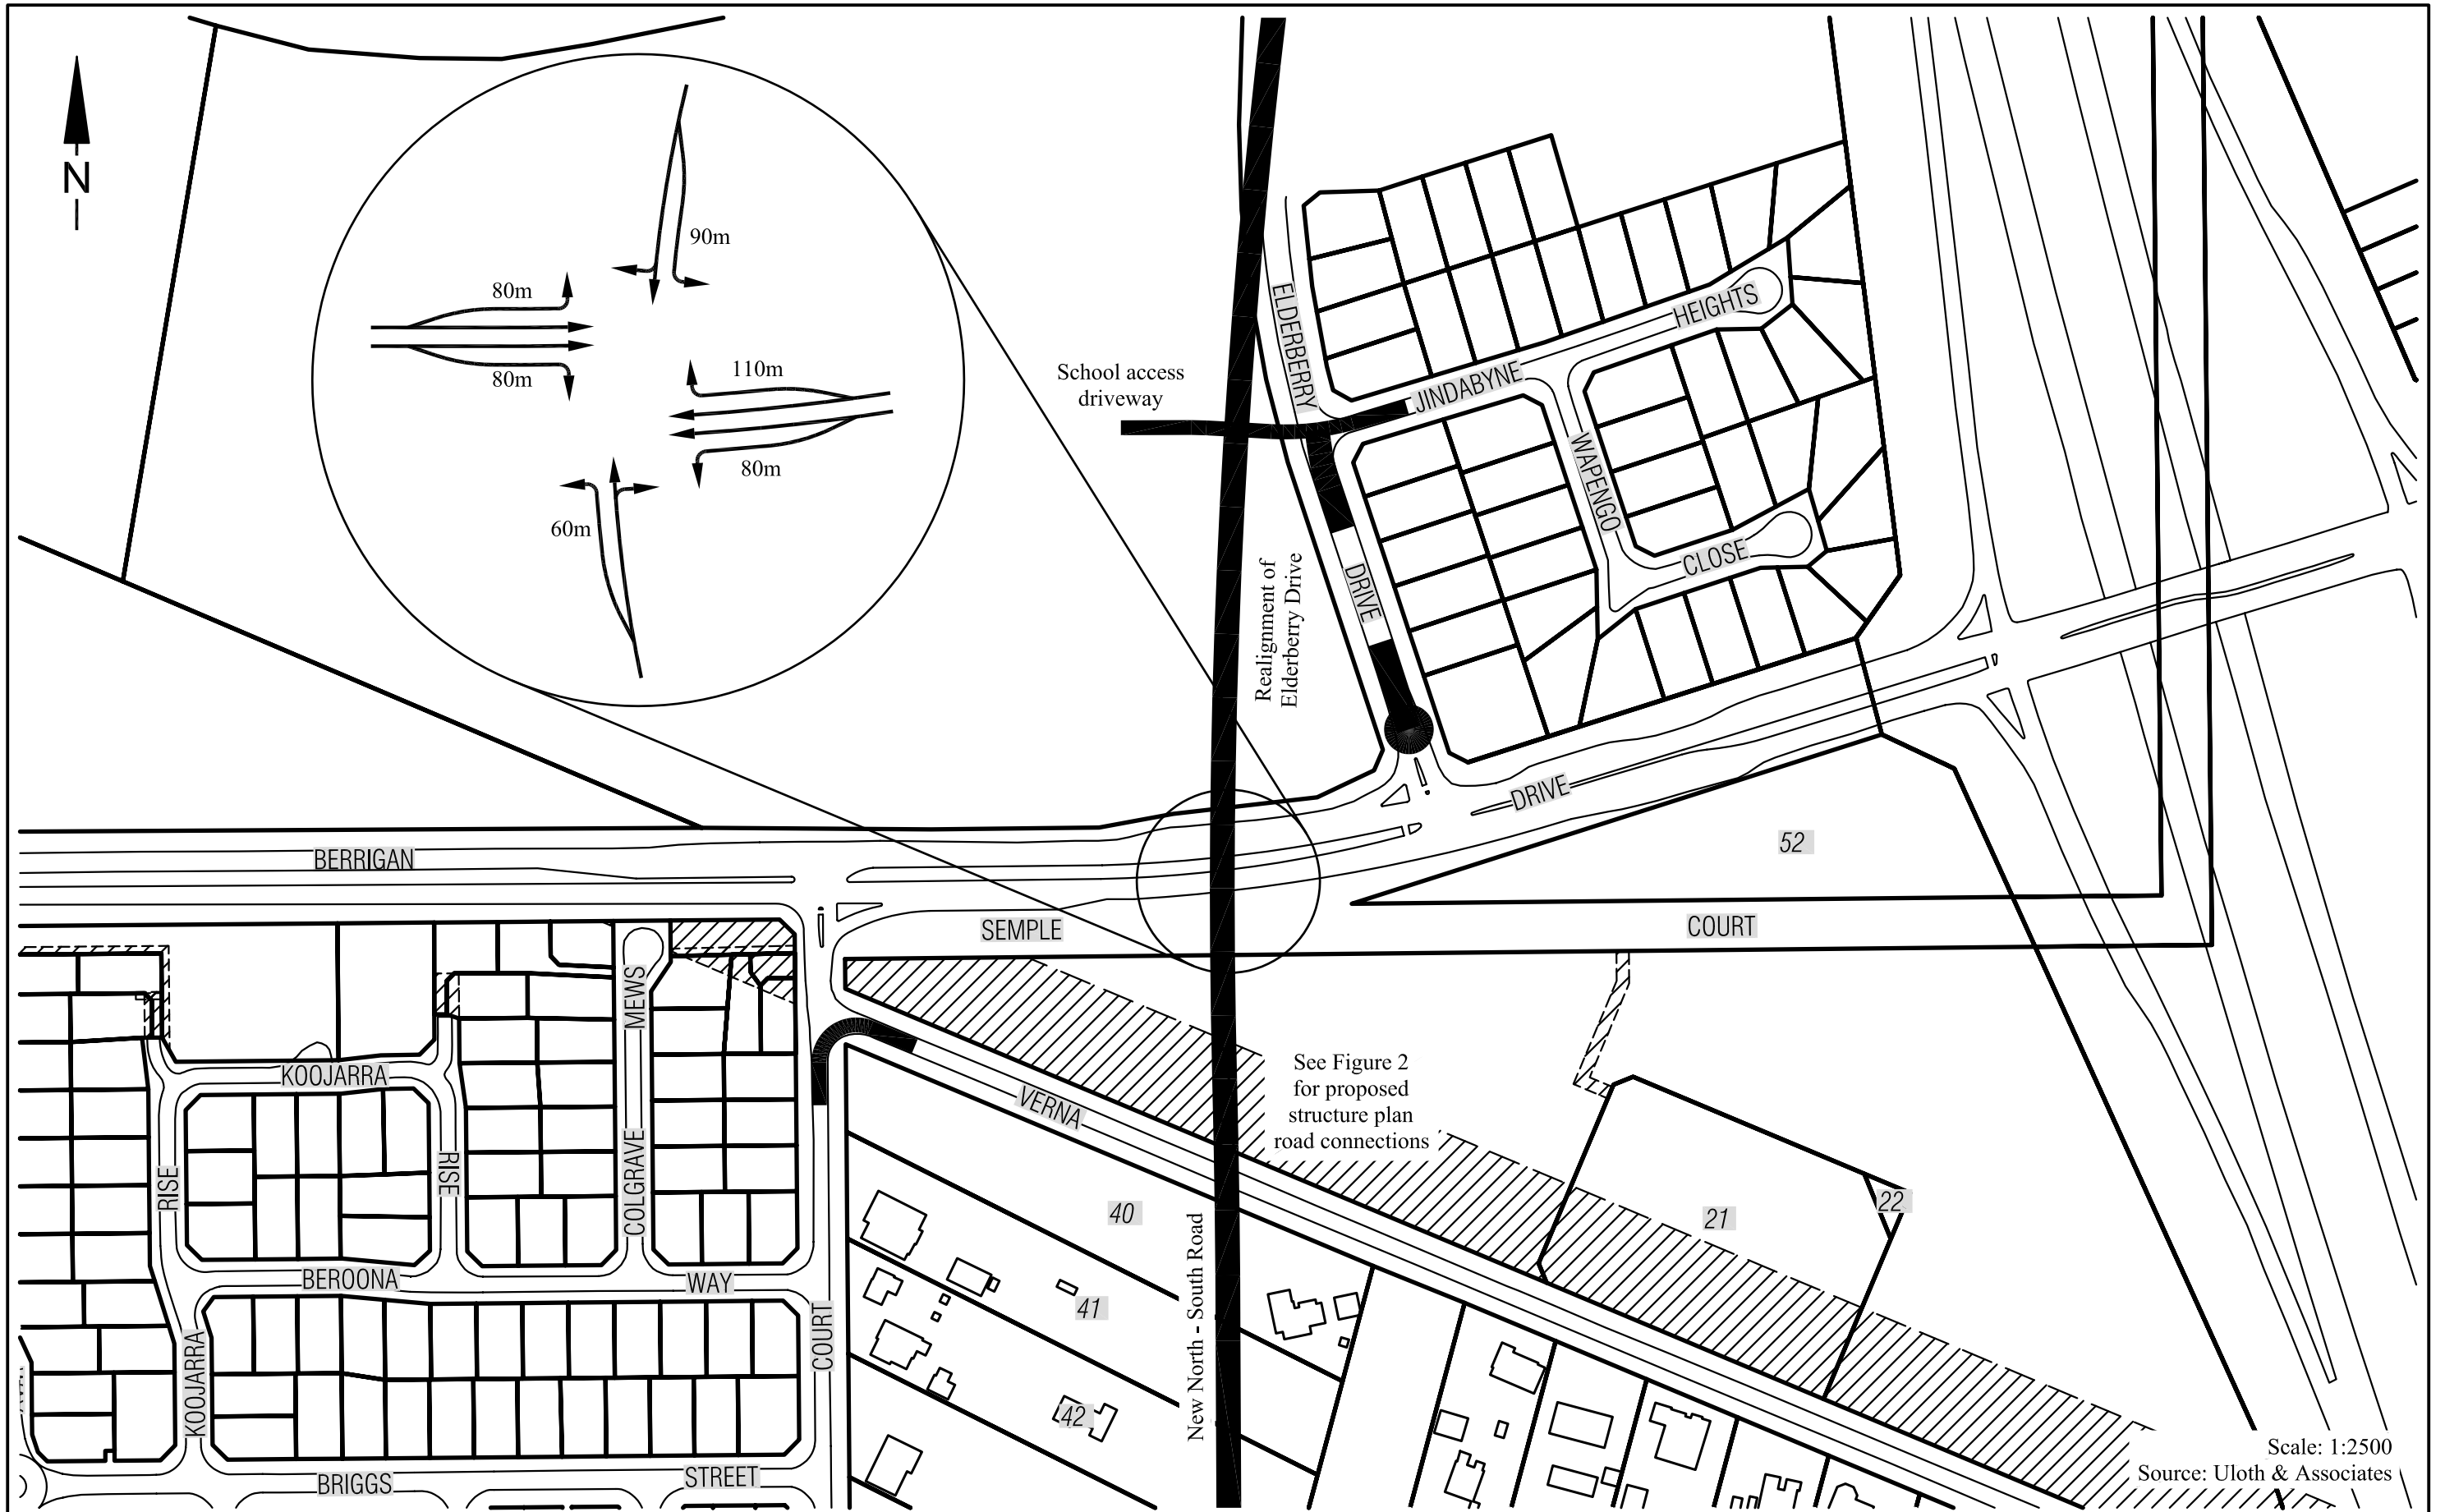 N
90m
80m
80m
110m
80m
60m
School access
driveway
ELDERBERRY
HEIGHTS
JINDABYNE
WAPENGO
CLOSE
DRIVE
Realignment of
Elderberry Drive
DRIVE
BERRIGAN
52
SEMPLE
COURT
MEWS
See Figure 2
for proposed
structure plan
road connections
KOOJARRA
VERNA
RISE
RISE
COLGRAVE
40
21
22
New North - South Road
BEROONA
WAY
41
COURT
KOOJARRA
42
BRIGGS
STREET
Scale: 1:2500
Source: Uloth & Associates